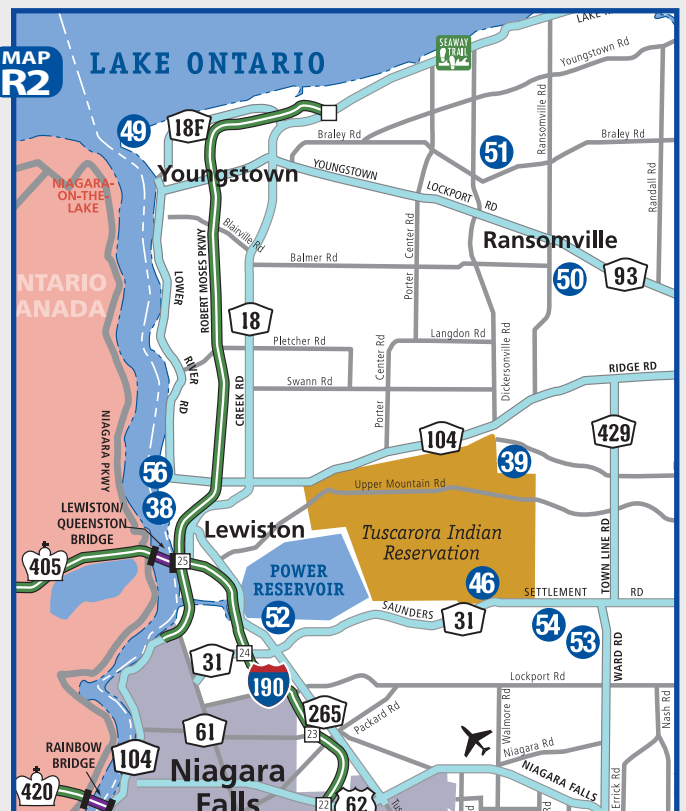 MAP
R2
LAKE ONTARIO
SEAWAY
TRAIL
LAKE
Youngstown Rd
49
18F
Braley Rd
51
Ransomville Rd
Braley Rd
NIAGARA-
ON-THE-
LAKE
Youngstown
YOUNGSTOWN
LOCKPORT
RD
Randall Rd
Blairville Rd
Center Rd
Porter
Ransomville
NTARIO
ANADA
LOWER
RIVER
RD
ROBERT MOSES PKWY
Balmer Rd
50
93
18
Pletcher Rd
Langdon Rd
Center Rd
Porter
Dickersonville Rd
Swann Rd
CREEK RD
RIDGE RD
NIAGARA PKWY
104
429
39
56
38
Upper Mountain Rd
LEWISTON/
QUEENSTON
BRIDGE
Lewiston
Tuscarora Indian
Reservation
TOWN LINE RD
405
25
POWER
RESERVOIR
46
SETTLEMENT
RD
52
SAUNDERS
31
54
53
WARD RD
31
24
190
Lockport Rd
265
Packard Rd
Walmore Rd
Nash Rd
61
23
Niagara Rd
RAINBOW
BRIDGE
104
Niagara
Falls
NIAGARA FALLS
420
22
62
Tus
Errick Rd
Rd